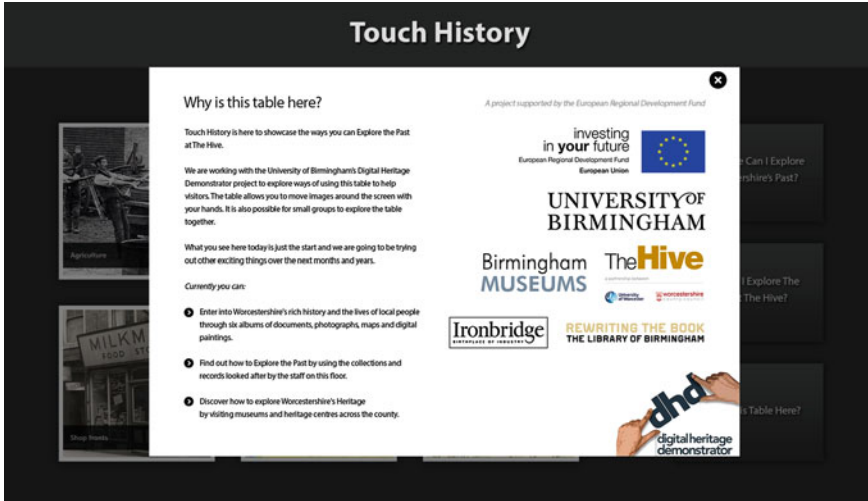 Touch History
Why is this table here?
Touch History is here to showcase the ways you can Explore the Past
at The Hive.
We are working with the University of Birmingham's Digital Heritage
Demonstrator project to explore ways of using this table to help
visitors. The table allows you to move images around the screen with
your hands. It is also possible for small groups to explore the table
together.
What you see here today is just the start and we are going to be trying
out other exciting things over the next months and years.
Currently you can:
Enter into Worcestershire's rich history and the lives of local people
through six albums of documents, photographs, maps and digital
paintings.
Find out how to Explore the Past by using the collections and
records looked after by the staff on this floor.
Discover how to explore Worcestershire's Heritage
by visiting museums and heritage centres across the county.
A project supported by the European Regional Development Fund
investing
in your future
European Regional Development Fund
European Union
UNIVERSITY OF
BIRMINGHAM
Birmingham
MUSEUMS
The Hive
University
of Worcester
worcestershire
Ironbridge
BIRTHPLACE OF INDUSTRY
REWRITING THE BOOK
THE LIBRARY OF BIRMINGHAM
dhd
digital heritage
demonstrator
Agriculture
MILKM
FOOD STO
Shop fronts
Can I Explore
ershire's Past?
I Explore The
t The Hive?
is Table Here?